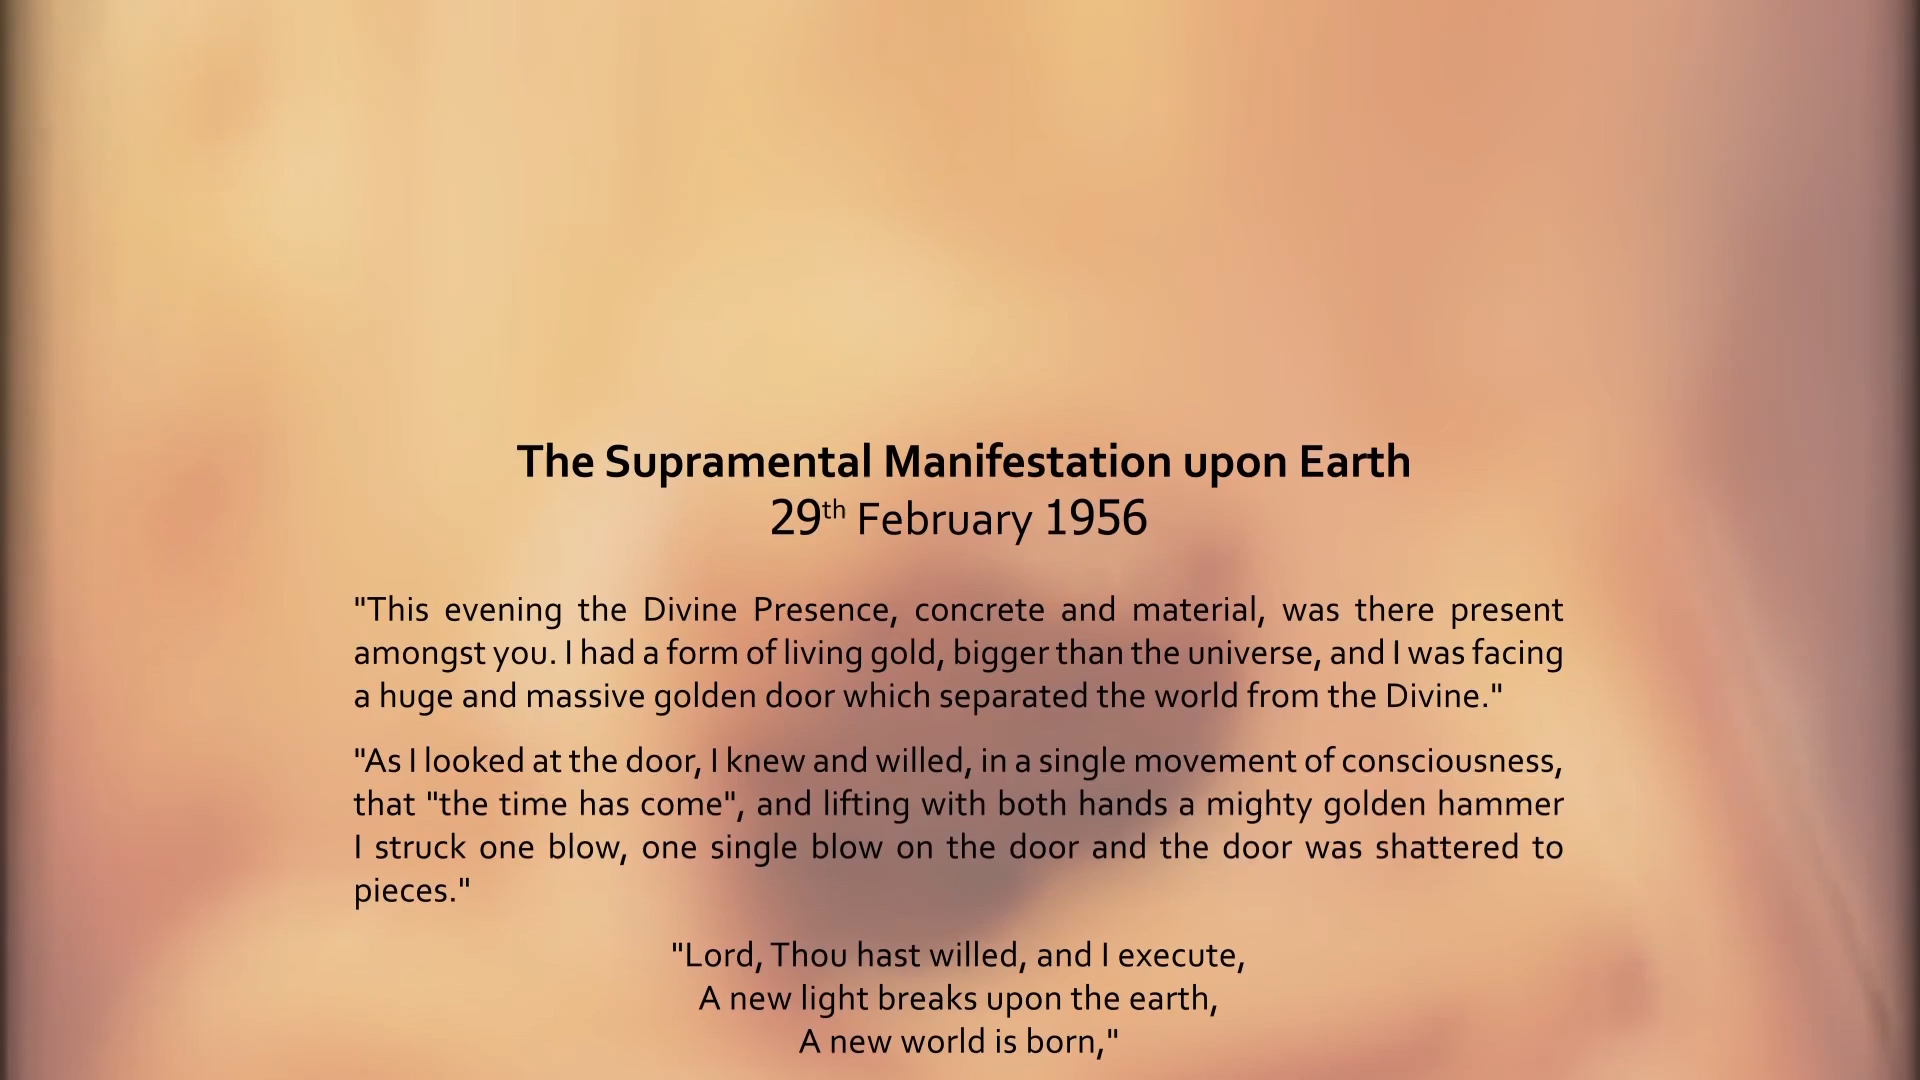 The Supramental Manifestation upon Earth
29th February 1956
"This evening the Divine Presence, concrete and material, was there present
amongst you. I had a form of living gold, bigger than the universe, and I was facing
a huge and massive golden door which separated the world from the Divine."
"As I looked at the door, I knew and willed, in a single movement of consciousness,
that "the time has come", and lifting with both hands a mighty golden hammer
I struck one blow, one single blow on the door and the door was shattered to
pieces."
"Lord, Thou hast willed, and I execute,
A new light breaks upon the earth,
A new world is born,"